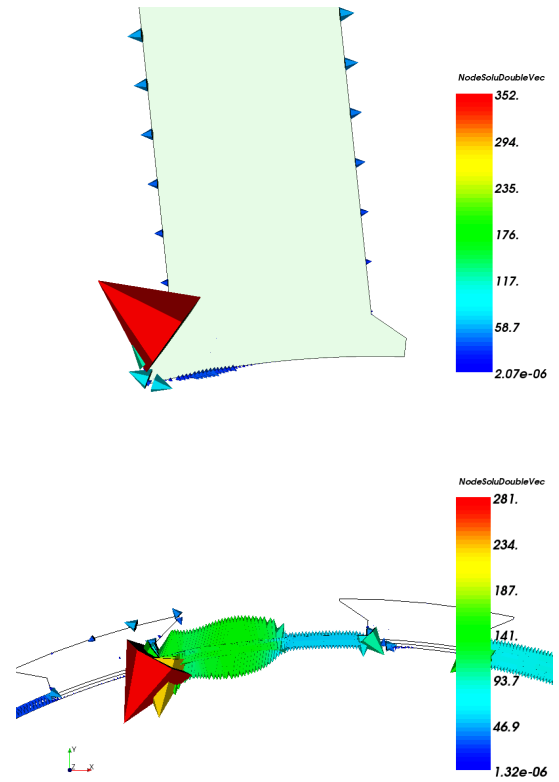 NodeSoluDoubleVec
352.
294.
235.
176.
117.
58.7
2.07e-06
NodeSoluDoubleVec
281.
234.
187.
141.
93.7
46.9
1.32e-06
Y
Z X